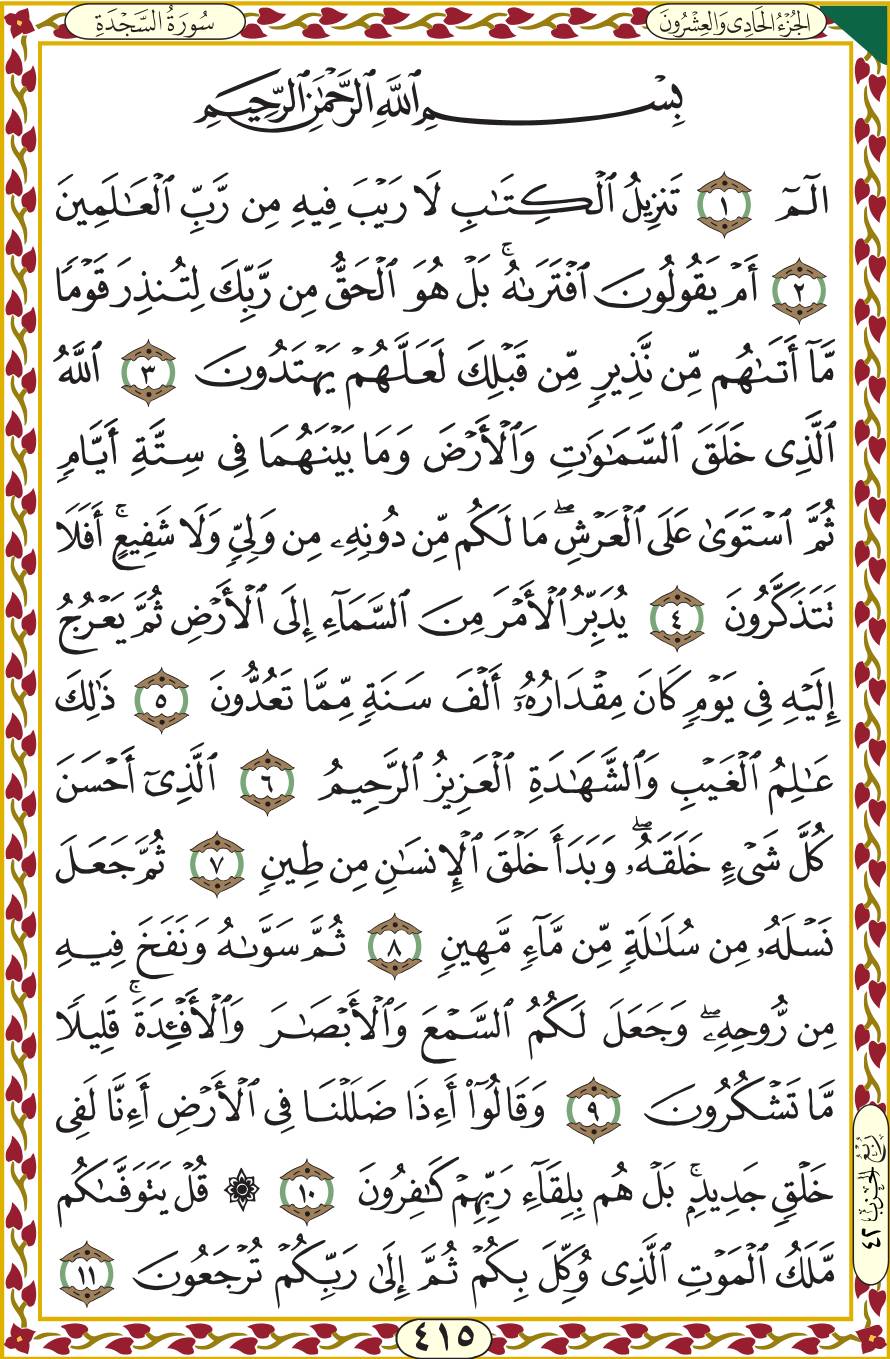 الجُزْءُ الحَادِى وَالعِشْرُونَ
سُورَةُ السَّجْدَةِ
بِسْمِ ٱللَّهِ ٱلرَّحْمَٰنِ ٱلرَّحِيمِ
الٓمٓ ١ تَنزِيلُ ٱلْكِتَٰبِ لَا رَيْبَ فِيهِ مِن رَّبِّ ٱلْعَٰلَمِينَ
٢ أَمْ يَقُولُونَ ٱفْتَرَىٰهُ ۚ بَلْ هُوَ ٱلْحَقُّ مِن رَّبِّكَ لِتُنذِرَ قَوْمًا
مَّآ أَتَىٰهُم مِّن نَّذِيرٍ مِّن قَبْلِكَ لَعَلَّهُمْ يَهْتَدُونَ ٣ ٱللَّهُ
ٱلَّذِى خَلَقَ ٱلسَّمَٰوَٰتِ وَٱلْأَرْضَ وَمَا بَيْنَهُمَا فِى سِتَّةِ أَيَّامٍ
ثُمَّ ٱسْتَوَىٰ عَلَى ٱلْعَرْشِ ۖ مَا لَكُم مِّن دُونِهِۦ مِن وَلِىٍّ وَلَا شَفِيعٍ ۚ أَفَلَا
تَتَذَكَّرُونَ ٤ يُدَبِّرُ ٱلْأَمْرَ مِنَ ٱلسَّمَآءِ إِلَى ٱلْأَرْضِ ثُمَّ يَعْرُجُ
إِلَيْهِ فِى يَوْمٍ كَانَ مِقْدَارُهُۥٓ أَلْفَ سَنَةٍ مِّمَّا تَعُدُّونَ ٥ ذَٰلِكَ
عَٰلِمُ ٱلْغَيْبِ وَٱلشَّهَٰدَةِ ٱلْعَزِيزُ ٱلرَّحِيمُ ٦ ٱلَّذِىٓ أَحْسَنَ
كُلَّ شَىْءٍ خَلَقَهُۥ ۖ وَبَدَأَ خَلْقَ ٱلْإِنسَٰنِ مِن طِينٍ ٧ ثُمَّ جَعَلَ
نَسْلَهُۥ مِن سُلَٰلَةٍ مِّن مَّآءٍ مَّهِينٍ ٨ ثُمَّ سَوَّىٰهُ وَنَفَخَ فِيهِ
مِن رُّوحِهِۦ ۖ وَجَعَلَ لَكُمُ ٱلسَّمْعَ وَٱلْأَبْصَٰرَ وَٱلْأَفْـِٔدَةَ ۚ قَلِيلًا
مَّا تَشْكُرُونَ ٩ وَقَالُوٓا۟ أَءِذَا ضَلَلْنَا فِى ٱلْأَرْضِ أَءِنَّا لَفِى
خَلْقٍ جَدِيدٍۭ ۚ بَلْ هُم بِلِقَآءِ رَبِّهِمْ كَٰفِرُونَ ١٠ ۞ قُلْ يَتَوَفَّىٰكُم
مَّلَكُ ٱلْمَوْتِ ٱلَّذِى وُكِّلَ بِكُمْ ثُمَّ إِلَىٰ رَبِّكُمْ تُرْجَعُونَ ١١
رُبُعُ الحِزْبِ ٤٢
٤١٥